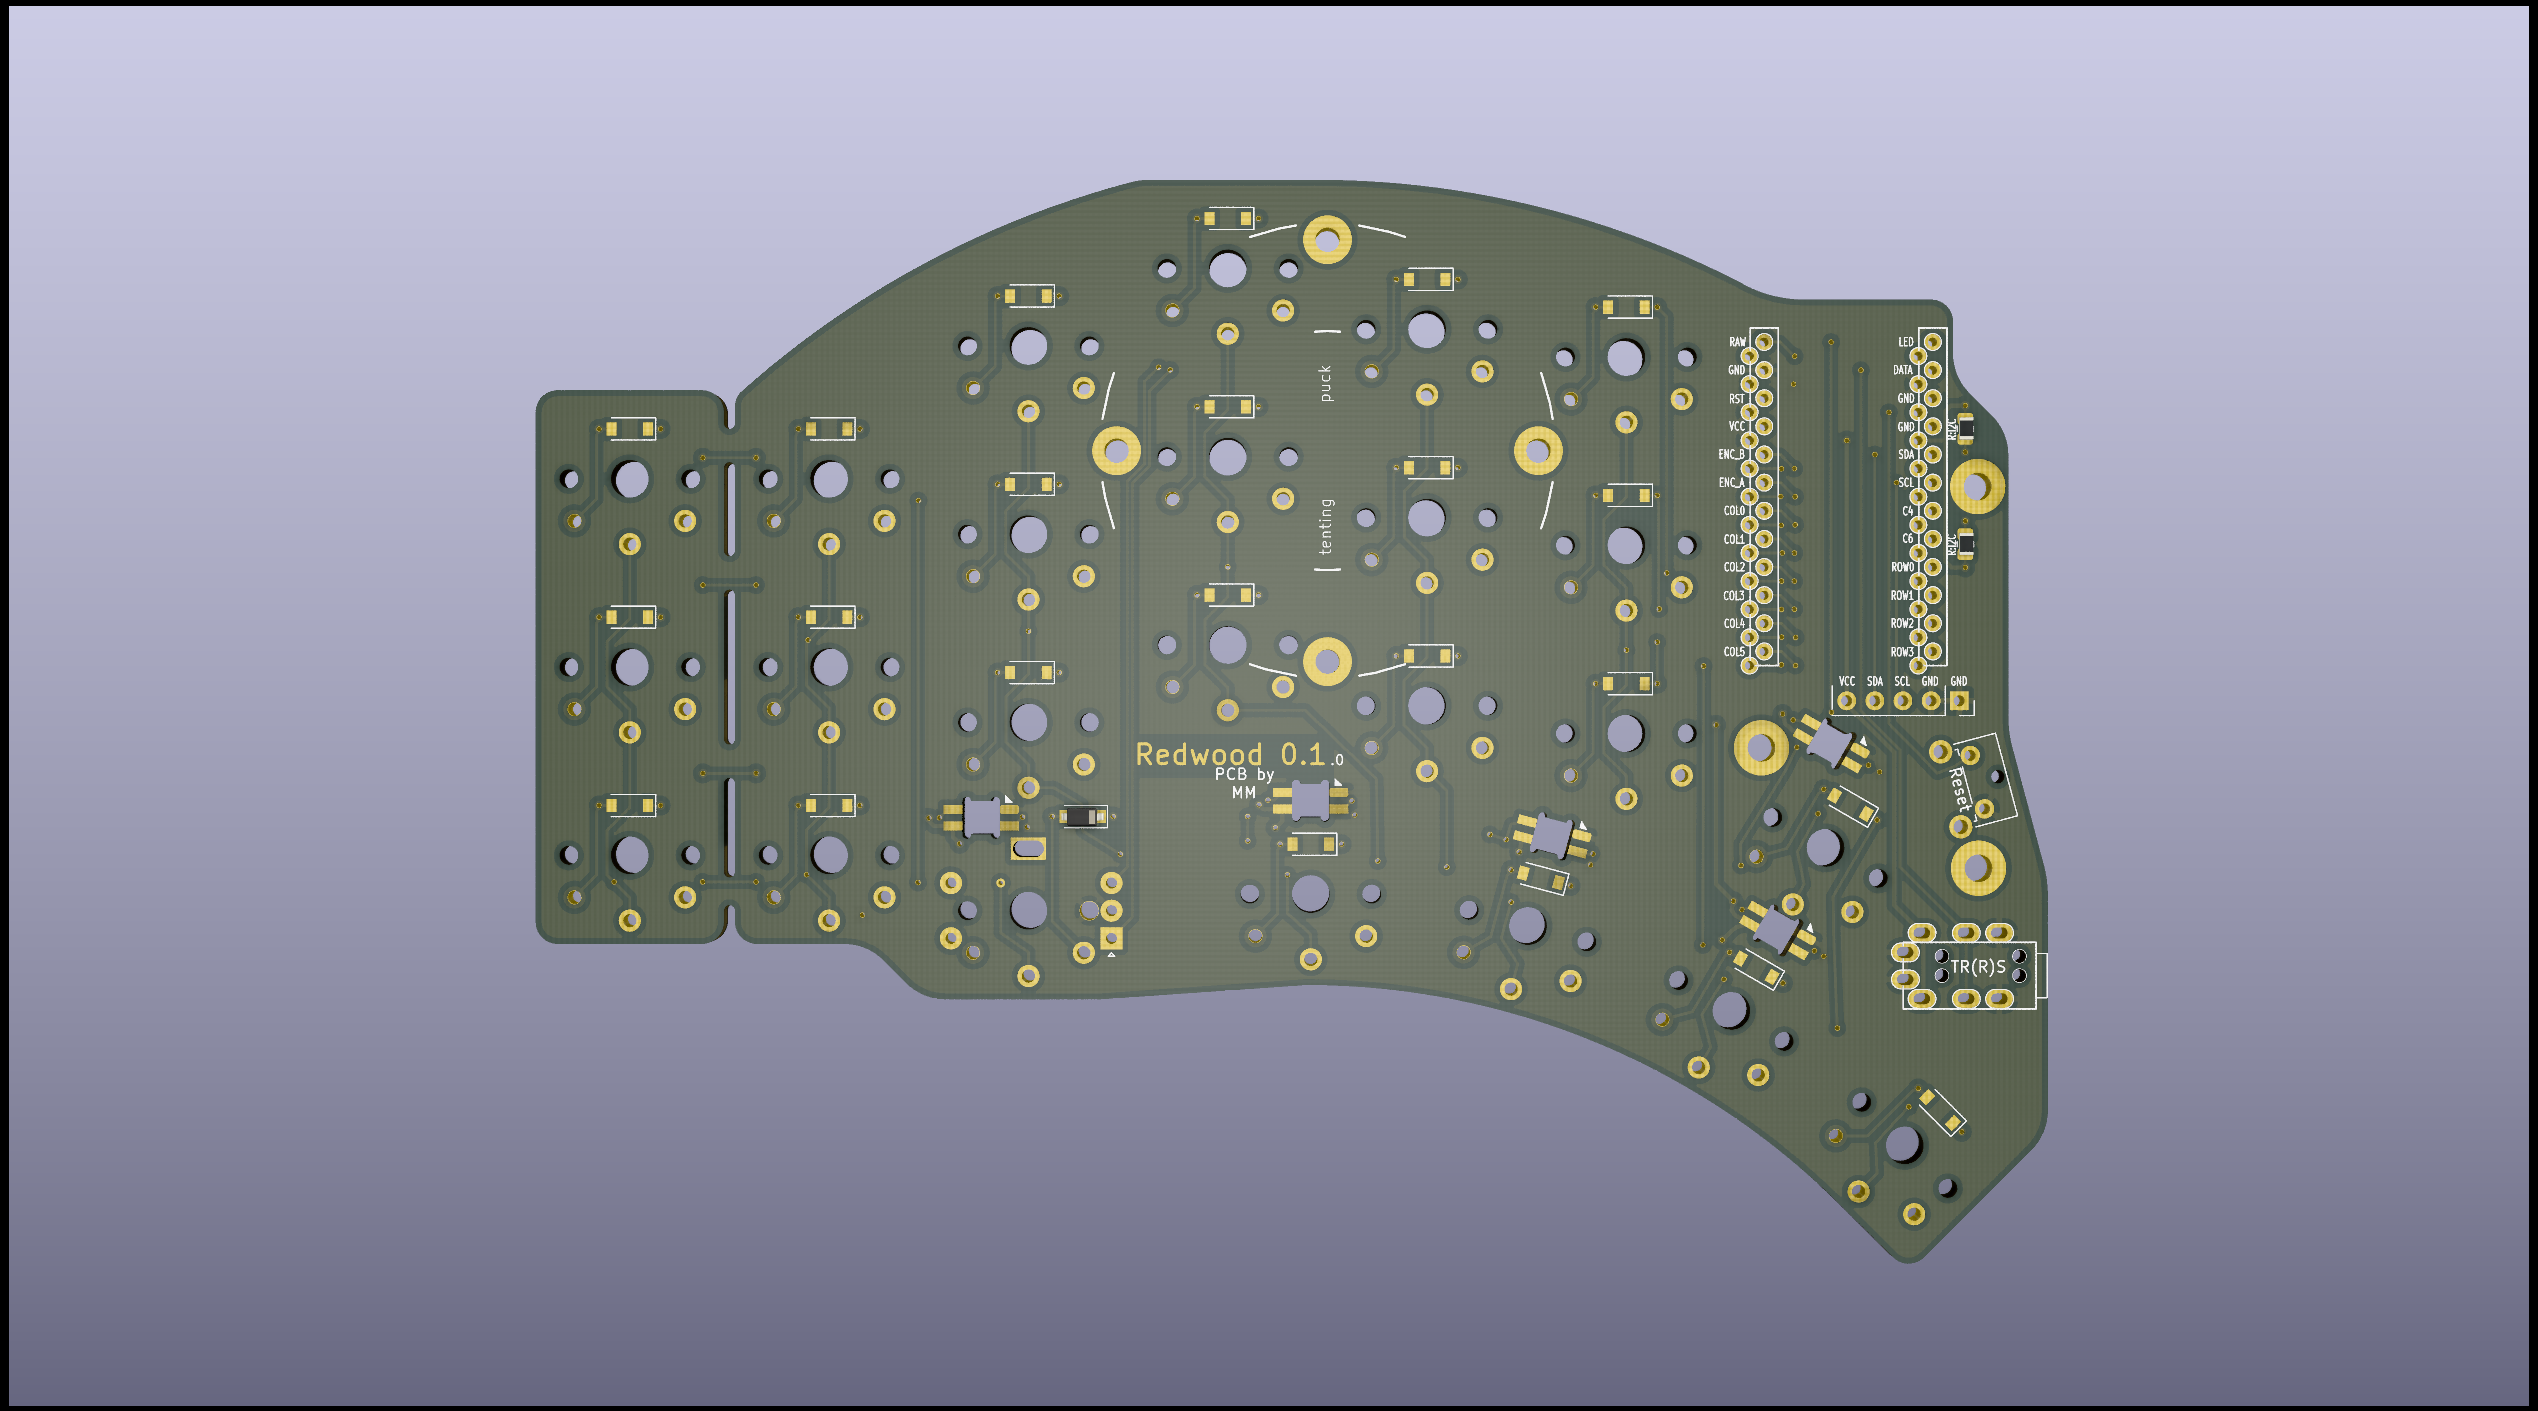 puck
tenting
RAW
GND
RST
VCC
ENC_B
ENC_A
COL0
COL1
COL2
COL3
COL4
COL5
LED
DATA
GND
GND
SDA
SCL
C4
C6
ROW0
ROW1
ROW2
ROW3
VCC SDA SCL GND GND
Redwood 0.1.0
PCB by
MM
Reset
TR(R)S